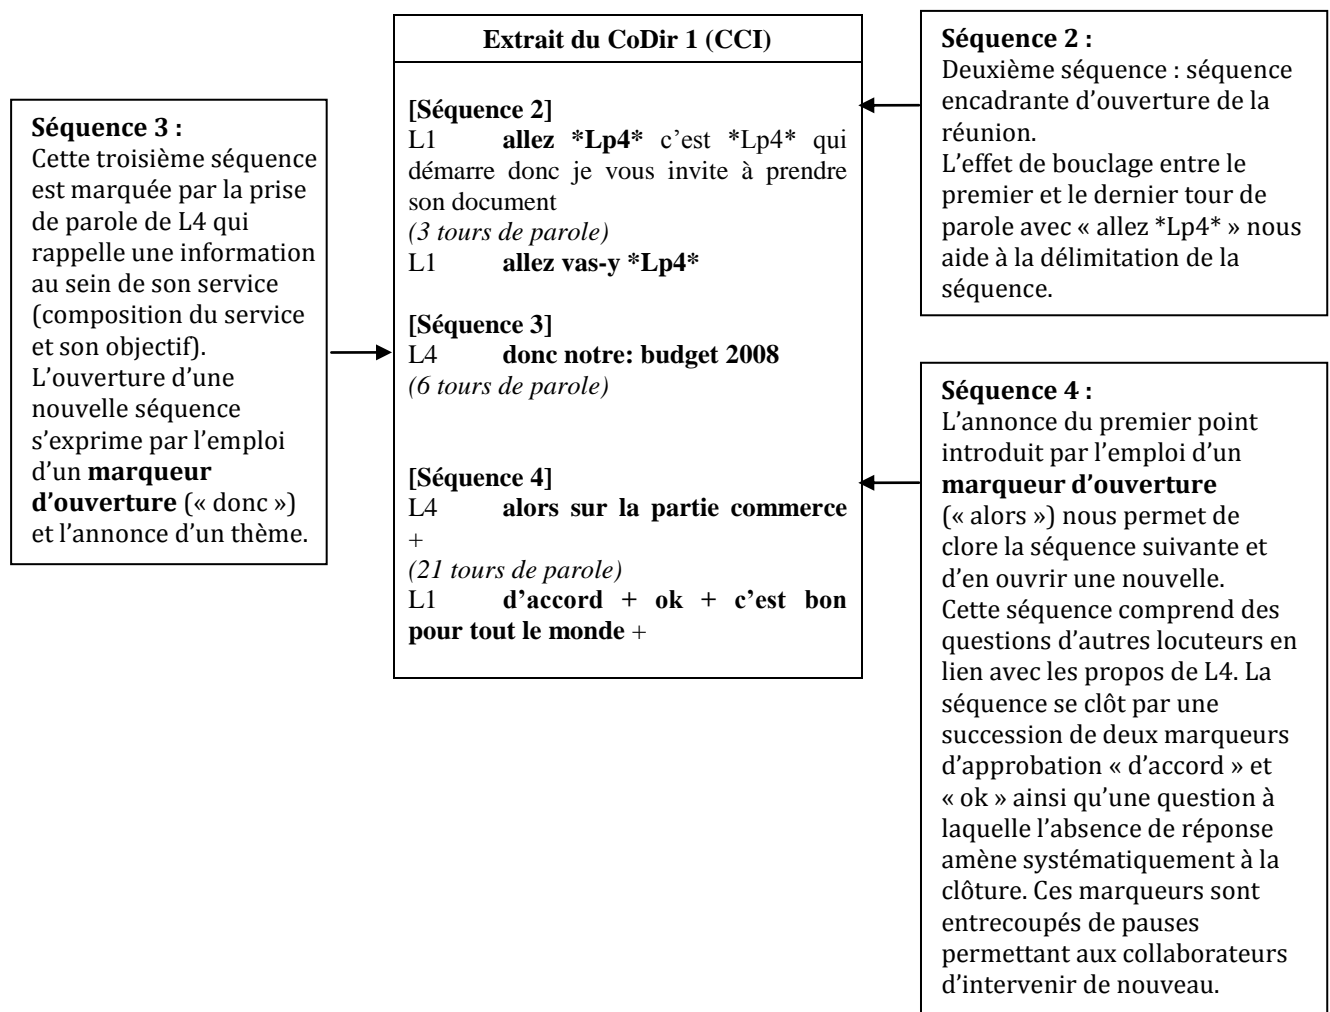 Extrait du CoDir 1 (CCI)
[Séquence 2]
L1 allez *Lp4* c’est *Lp4* qui
démarre donc je vous invite à prendre
son document
(3 tours de parole)
L1 allez vas-y *Lp4*
[Séquence 3]
L4 donc notre: budget 2008
(6 tours de parole)
[Séquence 4]
L4 alors sur la partie commerce
+
(21 tours de parole)
L1 d’accord + ok + c’est bon
pour tout le monde +
Séquence 2 :
Deuxième séquence : séquence
encadrante d’ouverture de la
réunion.
L’effet de bouclage entre le
premier et le dernier tour de
parole avec « allez *Lp4* » nous
aide à la délimitation de la
séquence.
Séquence 3 :
Cette troisième séquence
est marquée par la prise
de parole de L4 qui
rappelle une information
au sein de son service
(composition du service
et son objectif).
L’ouverture d’une
nouvelle séquence
s’exprime par l’emploi
d’un marqueur
d’ouverture (« donc »)
et l’annonce d’un thème.
Séquence 4 :
L’annonce du premier point
introduit par l’emploi d’un
marqueur d’ouverture
(« alors ») nous permet de
clore la séquence suivante et
d’en ouvrir une nouvelle.
Cette séquence comprend des
questions d’autres locuteurs en
lien avec les propos de L4. La
séquence se clôt par une
succession de deux marqueurs
d’approbation « d’accord » et
« ok » ainsi qu’une question à
laquelle l’absence de réponse
amène systématiquement à la
clôture. Ces marqueurs sont
entrecoupés de pauses
permettant aux collaborateurs
d’intervenir de nouveau.